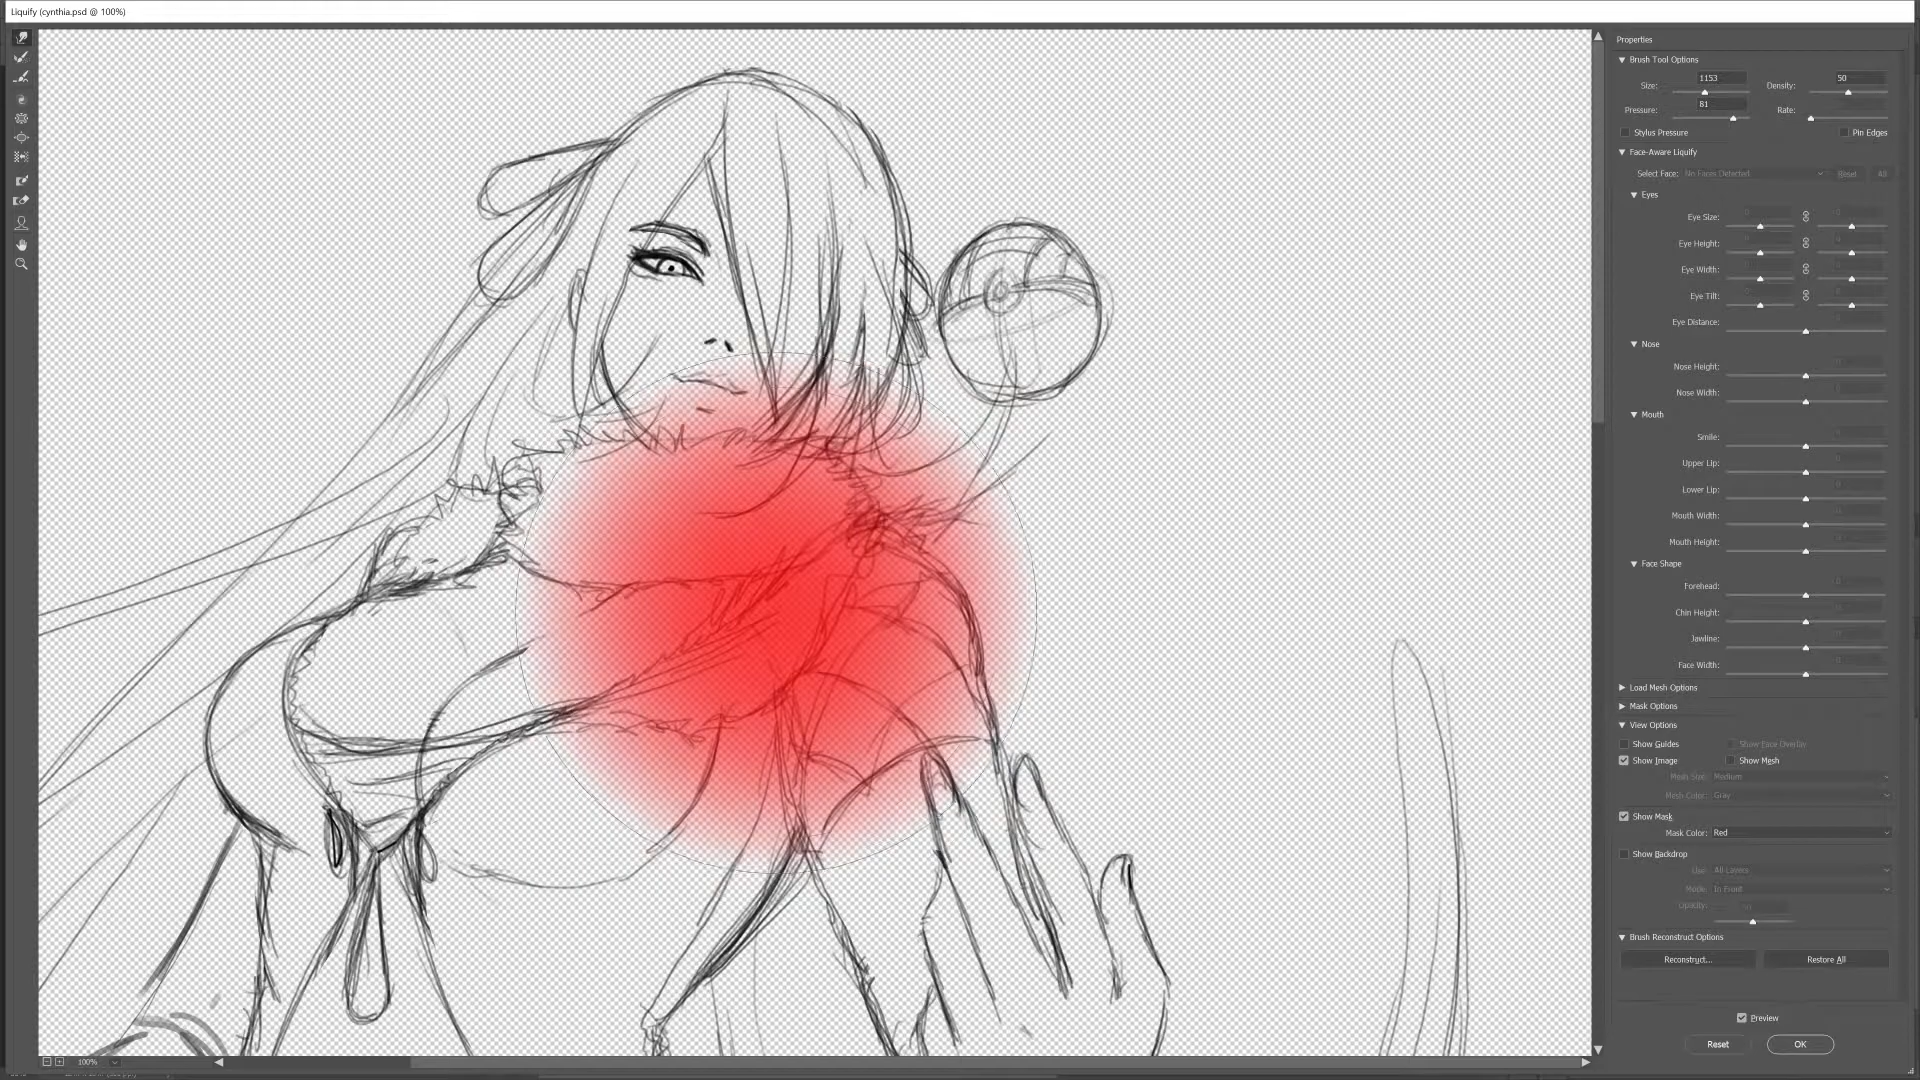 Liquify (cynthia.psd @ 100%)
Properties
Brush Tool Options
Size: 1153 Density: 50
Pressure: 81 Rate:
Stylus Pressure Pin Edges
Face-Aware Liquify
Select Face: No Faces Detected Reset All
Eyes
Eye Size:
Eye Height:
Eye Width:
Eye Tilt:
Eye Distance:
Nose
Nose Height:
Nose Width:
Mouth
Smile:
Upper Lip:
Lower Lip:
Mouth Width:
Mouth Height:
Face Shape
Forehead:
Chin Height:
Jawline:
Face Width:
Load Mesh Options
Mask Options
View Options
Show Guides Show Face Overlay
Show Image Show Mesh
Mesh Size: Medium
Mesh Color: Gray
Show Mask
Mask Color: Red
Show Backdrop
Use: All Layers
Mode: In Front
Opacity:
Brush Reconstruct Options
Reconstruct... Restore All
Preview
Reset OK
100%